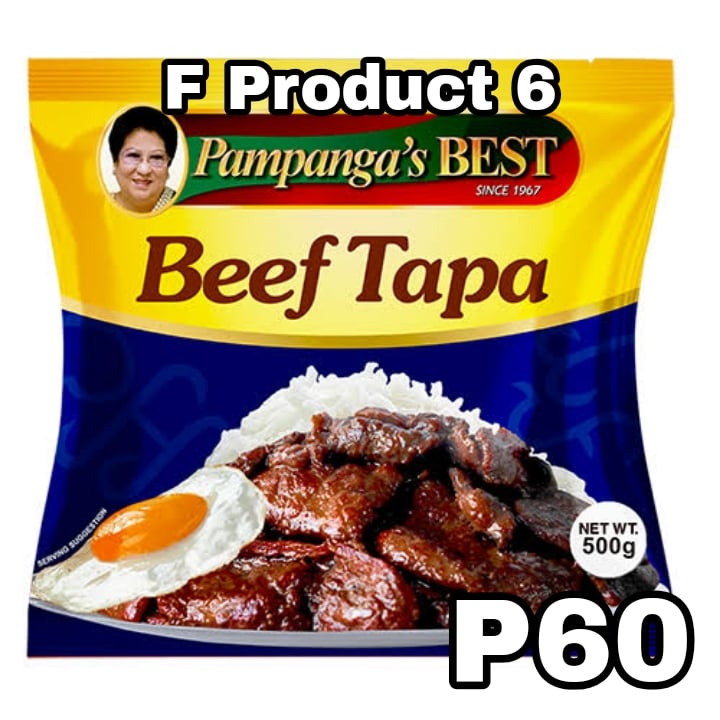 F Product 6
Pampanga's BEST
SINCE 1967
Beef Tapa
SERVING SUGGESTION
NET WT.
500g
P60